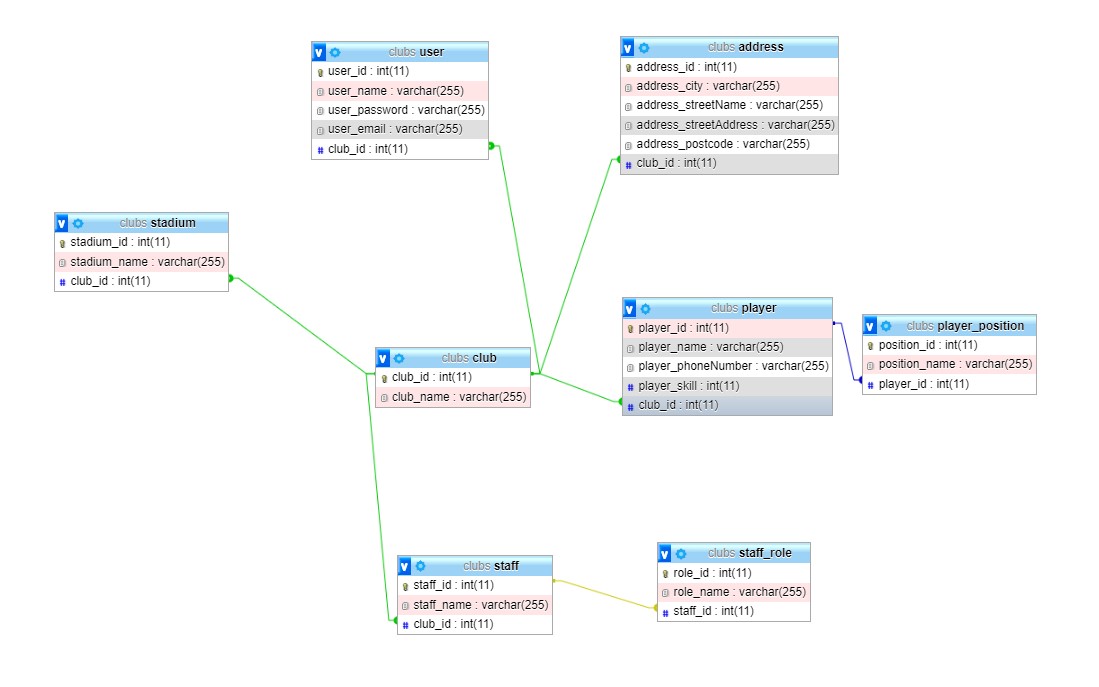 clubs user
user_id : int(11)
user_name : varchar(255)
user_password : varchar(255)
user_email : varchar(255)
club_id : int(11)
clubs address
address_id : int(11)
address_city : varchar(255)
address_streetName : varchar(255)
address_streetAddress : varchar(255)
address_postcode : varchar(255)
club_id : int(11)
clubs stadium
stadium_id : int(11)
stadium_name : varchar(255)
club_id : int(11)
clubs club
club_id : int(11)
club_name : varchar(255)
clubs player
player_id : int(11)
player_name : varchar(255)
player_phoneNumber : varchar(255)
player_skill : int(11)
club_id : int(11)
clubs player_position
position_id : int(11)
position_name : varchar(255)
player_id : int(11)
clubs staff
staff_id : int(11)
staff_name : varchar(255)
club_id : int(11)
clubs staff_role
role_id : int(11)
role_name : varchar(255)
staff_id : int(11)